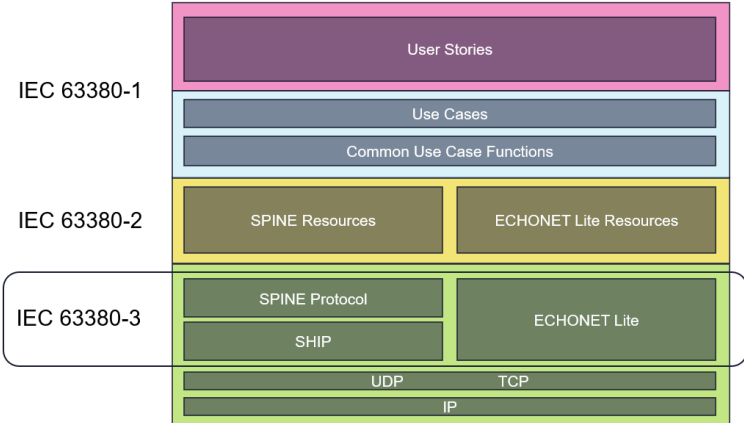 User Stories
IEC 63380-1
Use Cases
Common Use Case Functions
IEC 63380-2
SPINE Resources
ECHONET Lite Resources
IEC 63380-3
SPINE Protocol
ECHONET Lite
SHIP
UDP TCP
IP